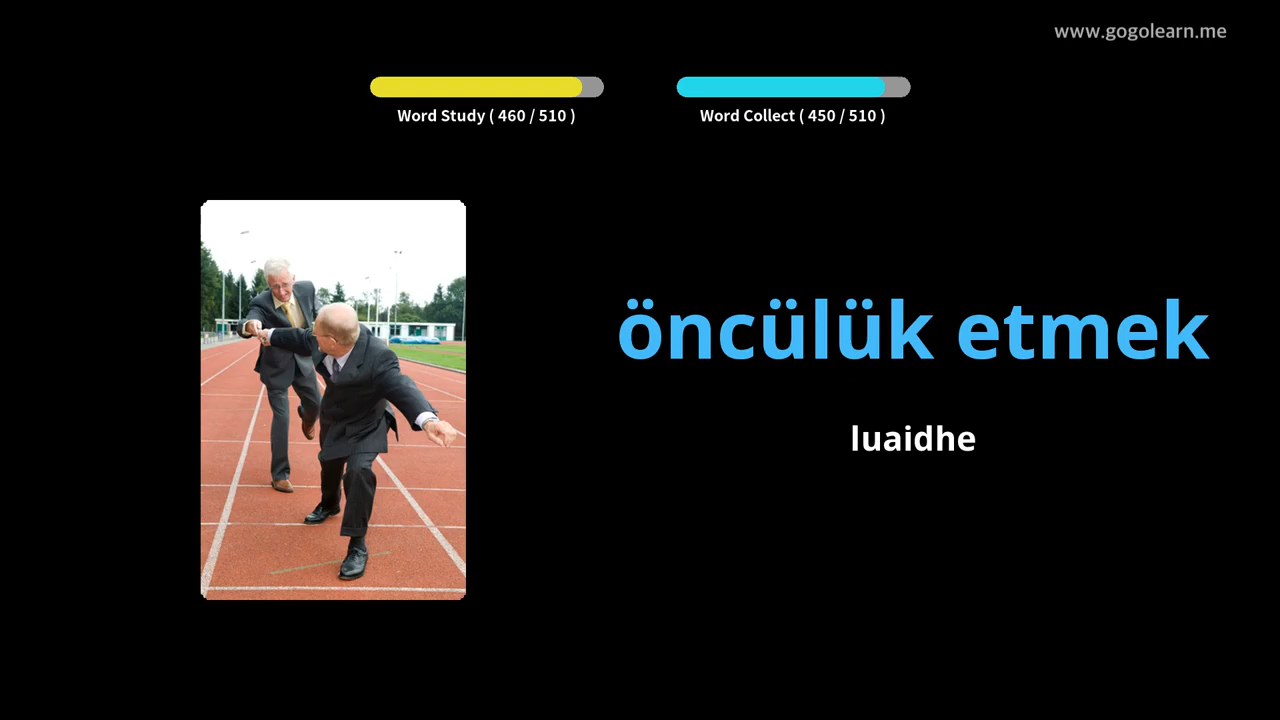 www.gogolearn.me
Word Study ( 460 / 510 )
Word Collect ( 450 / 510 )
öncülük etmek
luaidhe